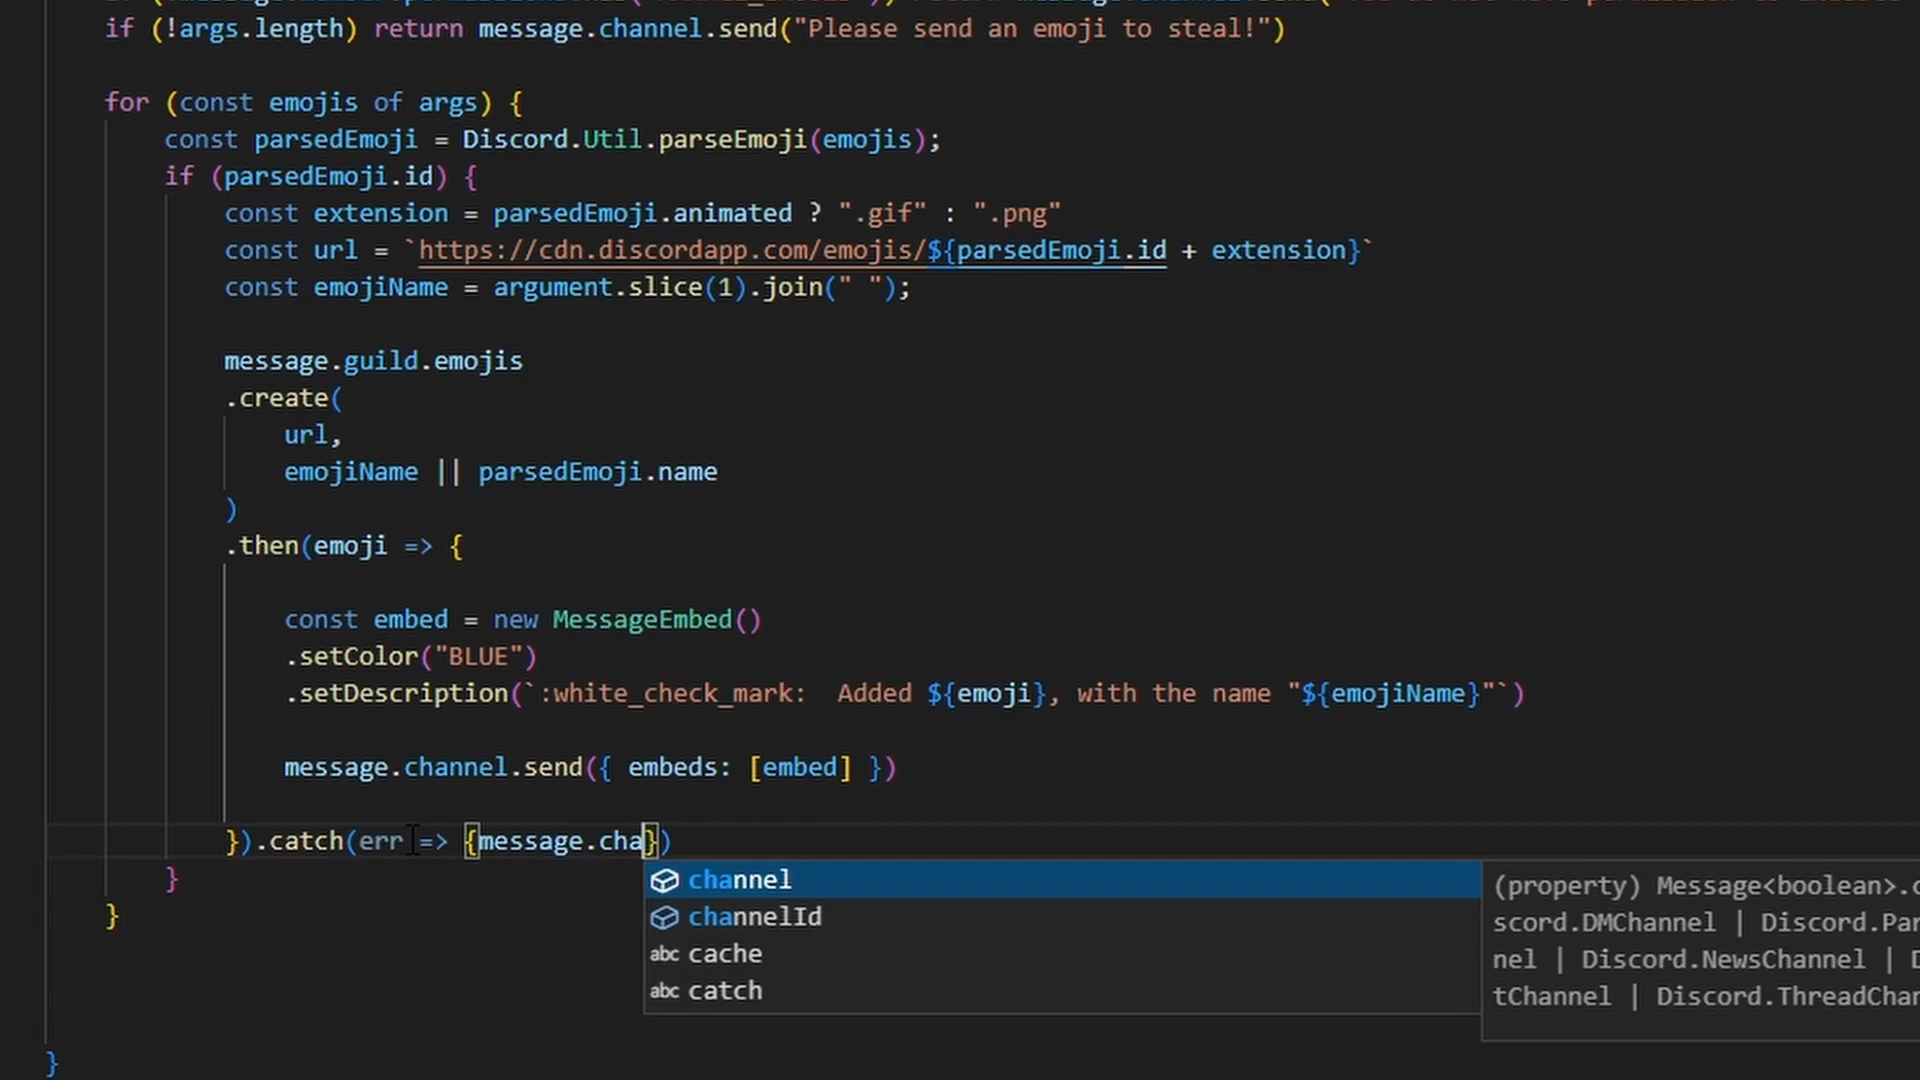 if (!args.length) return message.channel.send("Please send an emoji to steal!")
for (const emojis of args) {
const parsedEmoji = Discord.Util.parseEmoji(emojis);
if (parsedEmoji.id) {
const extension = parsedEmoji.animated ? ".gif" : ".png"
const url = `https://cdn.discordapp.com/emojis/${parsedEmoji.id + extension}`
const emojiName = argument.slice(1).join(" ");
message.guild.emojis
.create(
url,
emojiName || parsedEmoji.name
)
.then(emoji => {
const embed = new MessageEmbed()
.setColor("BLUE")
.setDescription(`:white_check_mark:  Added ${emoji}, with the name "${emojiName}"`)
message.channel.send({ embeds: [embed] })
}).catch(err => {message.cha})
}
channel
channelId
cache
catch
(property) Message<boolean>.c
scord.DMChannel | Discord.Par
nel | Discord.NewsChannel | D
tChannel | Discord.ThreadChan
}
}